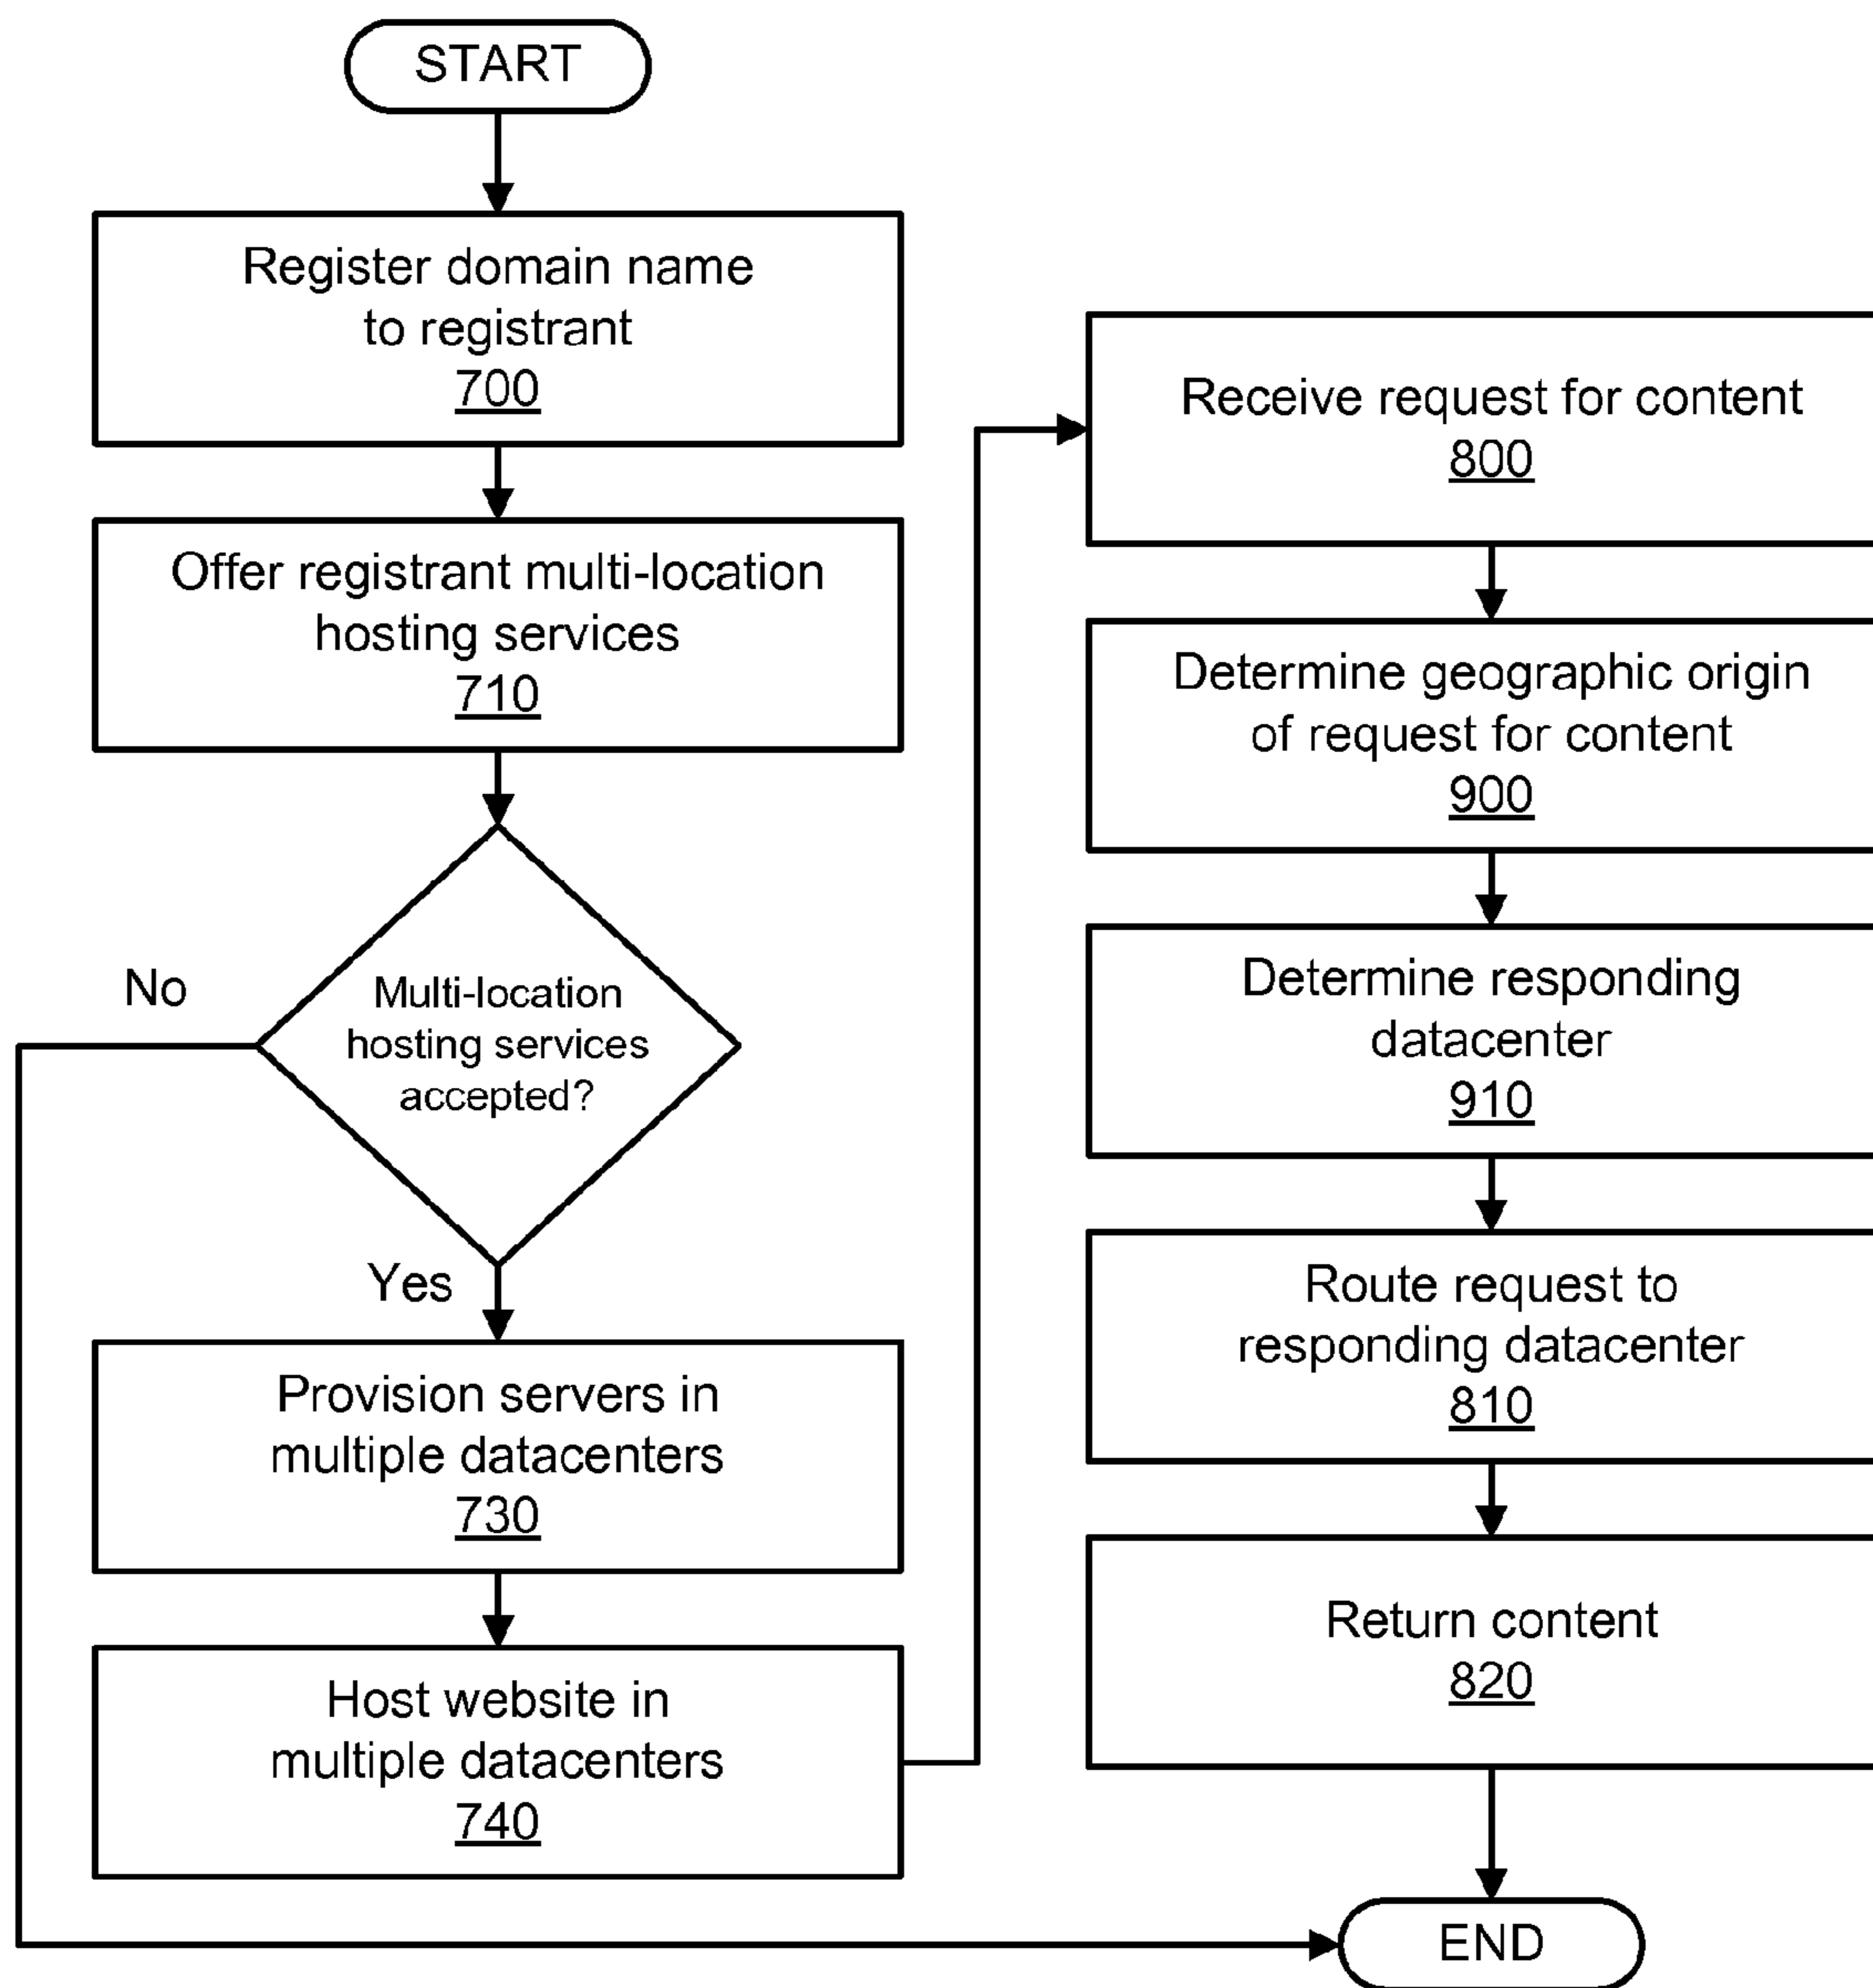 START
Register domain name
to registrant
700
Offer registrant multi-location
hosting services
710
Multi-location
hosting services
accepted?
No
Yes
Provision servers in
multiple datacenters
730
Host website in
multiple datacenters
740
Receive request for content
800
Determine geographic origin
of request for content
900
Determine responding
datacenter
910
Route request to
responding datacenter
810
Return content
820
END